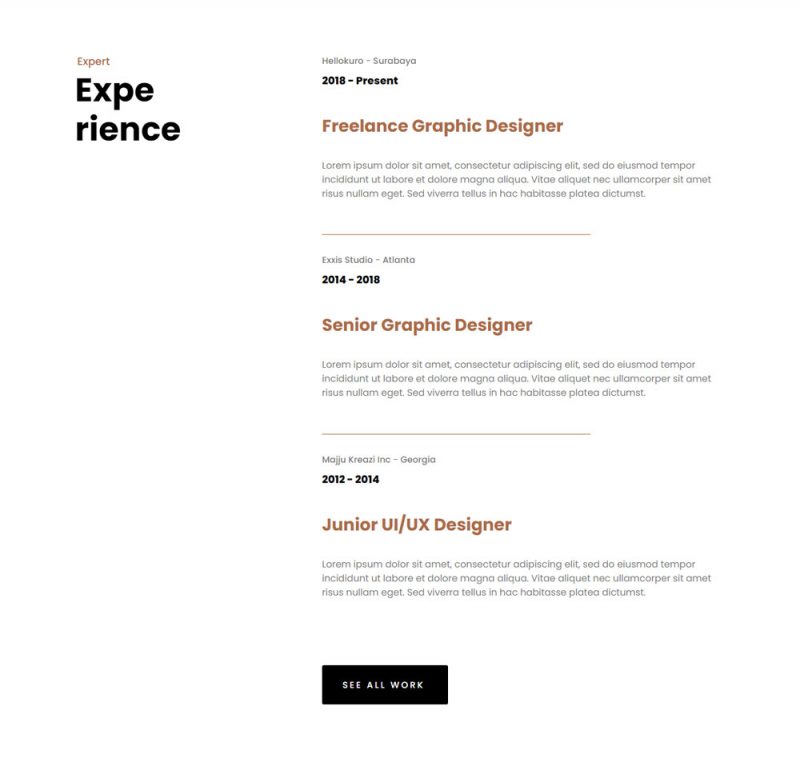 Expert
Expe
rience
Hellokuro - Surabaya
2018 - Present
Freelance Graphic Designer
Lorem ipsum dolor sit amet, consectetur adipiscing elit, sed do eiusmod tempor
incididunt ut labore et dolore magna aliqua. Vitae aliquet nec ullamcorper sit amet
risus nullam eget. Sed viverra tellus in hac habitasse platea dictumst.
Exxis Studio - Atlanta
2014 - 2018
Senior Graphic Designer
Lorem ipsum dolor sit amet, consectetur adipiscing elit, sed do eiusmod tempor
incididunt ut labore et dolore magna aliqua. Vitae aliquet nec ullamcorper sit amet
risus nullam eget. Sed viverra tellus in hac habitasse platea dictumst.
Majju Kreazi Inc - Georgia
2012 - 2014
Junior UI/UX Designer
Lorem ipsum dolor sit amet, consectetur adipiscing elit, sed do eiusmod tempor
incididunt ut labore et dolore magna aliqua. Vitae aliquet nec ullamcorper sit amet
risus nullam eget. Sed viverra tellus in hac habitasse platea dictumst.
SEE ALL WORK